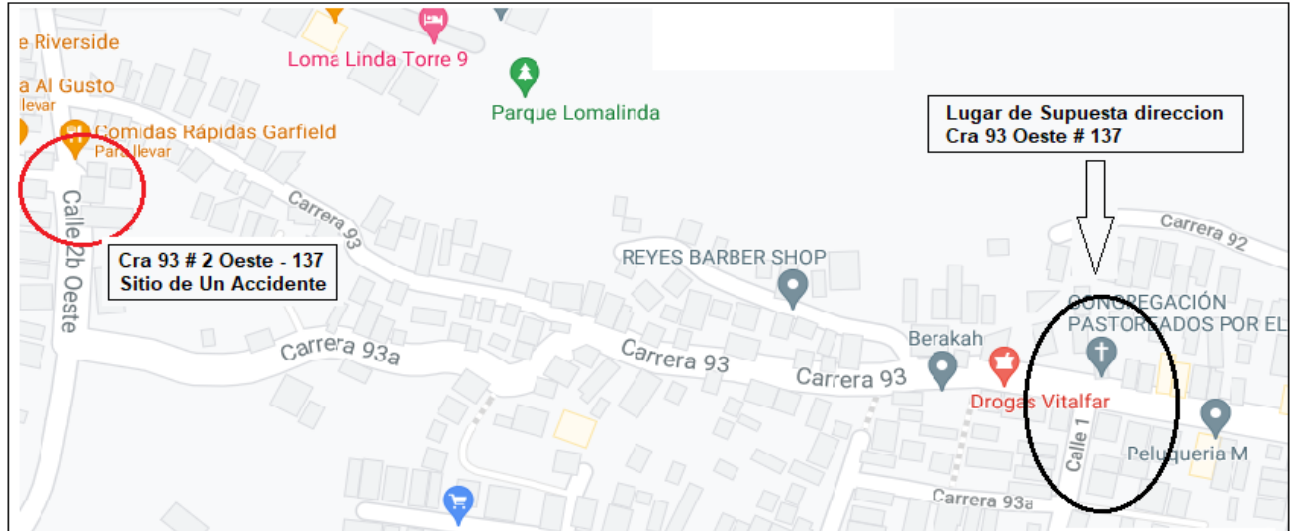 e Riverside
Loma Linda Torre 9
a Al Gusto
llevar
Parque Lomalinda
Lugar de Supuesta direccion
Cra 93 Oeste # 137
Comidas Rápidas Garfield
Para llevar
Calle 2b Oeste
Carrera 93
Carrera 92
Cra 93 # 2 Oeste - 137
Sitio de Un Accidente
REYES BARBER SHOP
CONGREGACIÓN
PASTOREADOS POR EL
Berakah
Carrera 93a
Carrera 93
Carrera 93
Drogas Vitalfar
Calle 1
Peluqueria M
Carrera 93a